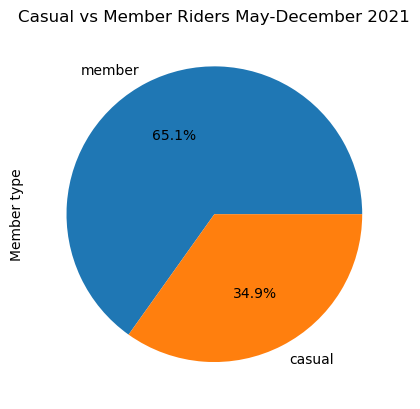 Casual vs Member Riders May-December 2021
member
65.1%
Member type
34.9%
casual